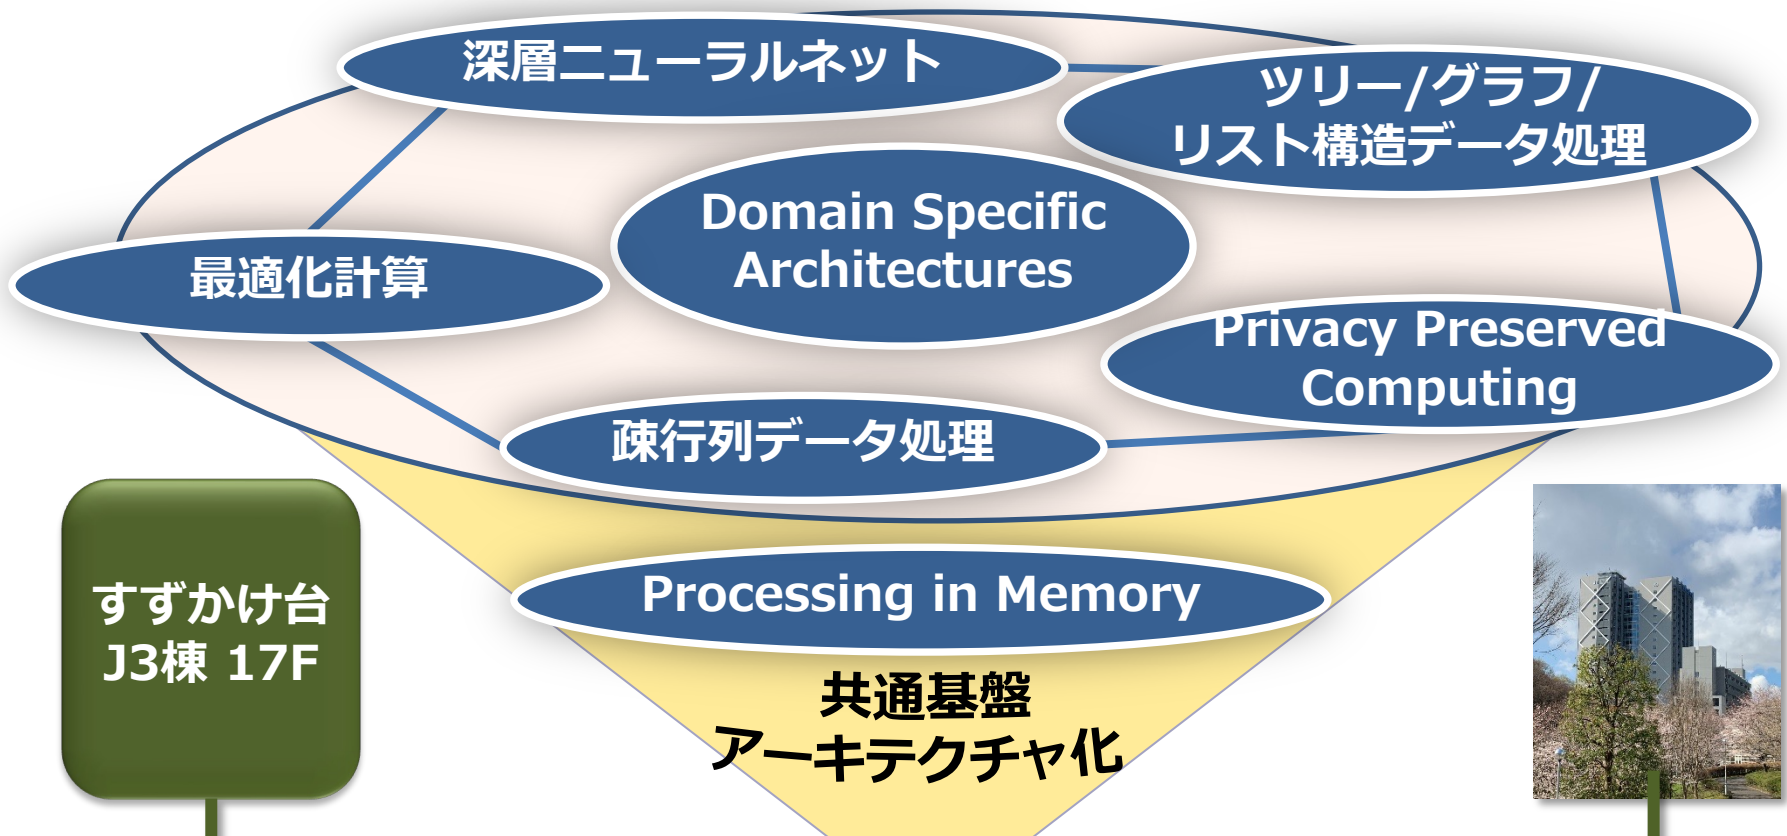 深層ニューラルネット
ツリー/グラフ/
リスト構造データ処理
Domain Specific
Architectures
最適化計算
Privacy Preserved
Computing
疎行列データ処理
Processing in Memory
すずかけ台
J3棟 17F
共通基盤
アーキテクチャ化